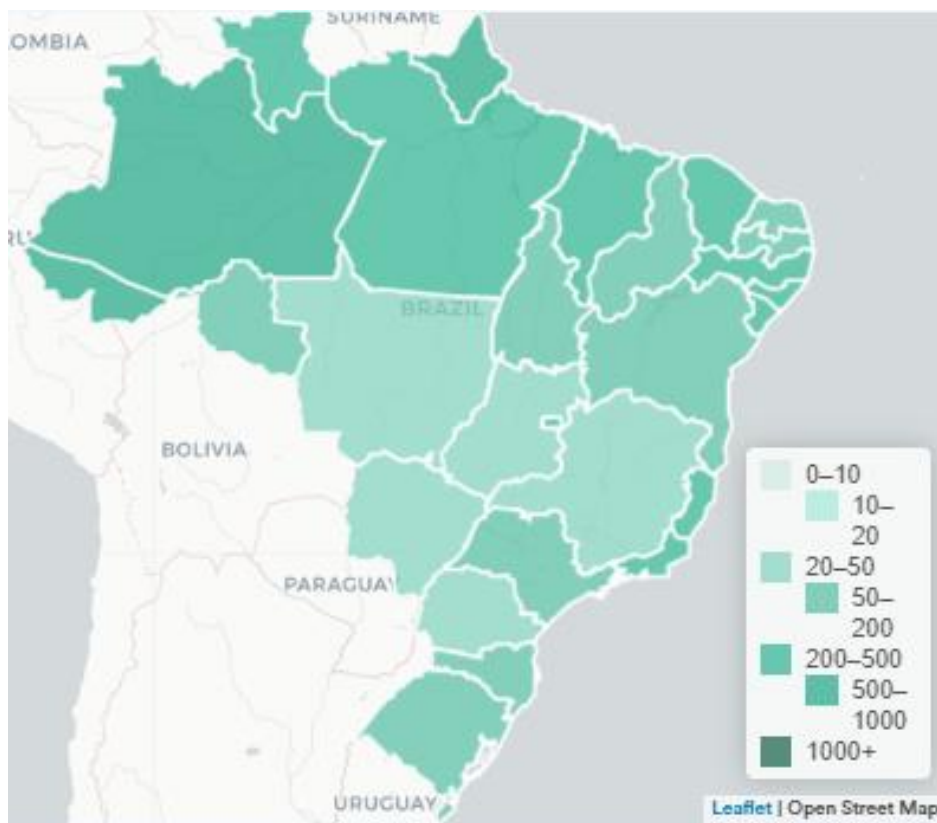 SURINAME
OMBIA
BRAZIL
BOLIVIA
PARAGUAY
URUGUAY
0–10
10–
20
20–50
50–
200
200–500
500–
1000
1000+
Leaflet | Open Street Map